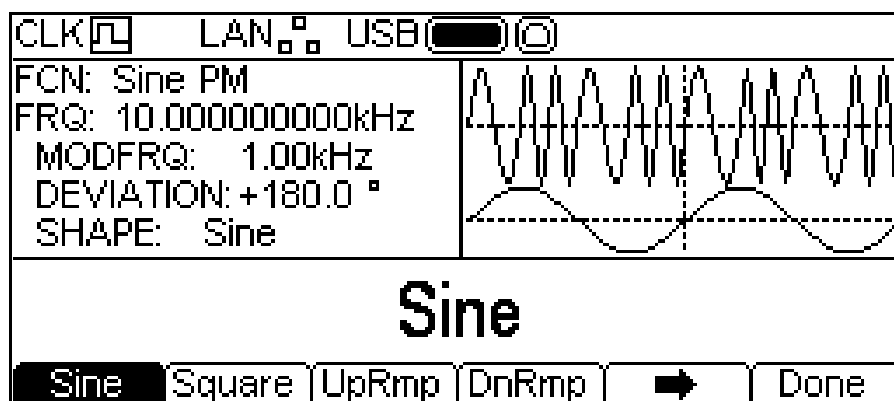 CLK LAN USB
FCN: Sine PM
FRQ: 10.000000000kHz
MODFRQ: 1.00kHz
DEVIATION: +180.0 °
SHAPE: Sine
Sine
Sine Square UpRmp DnRmp Done